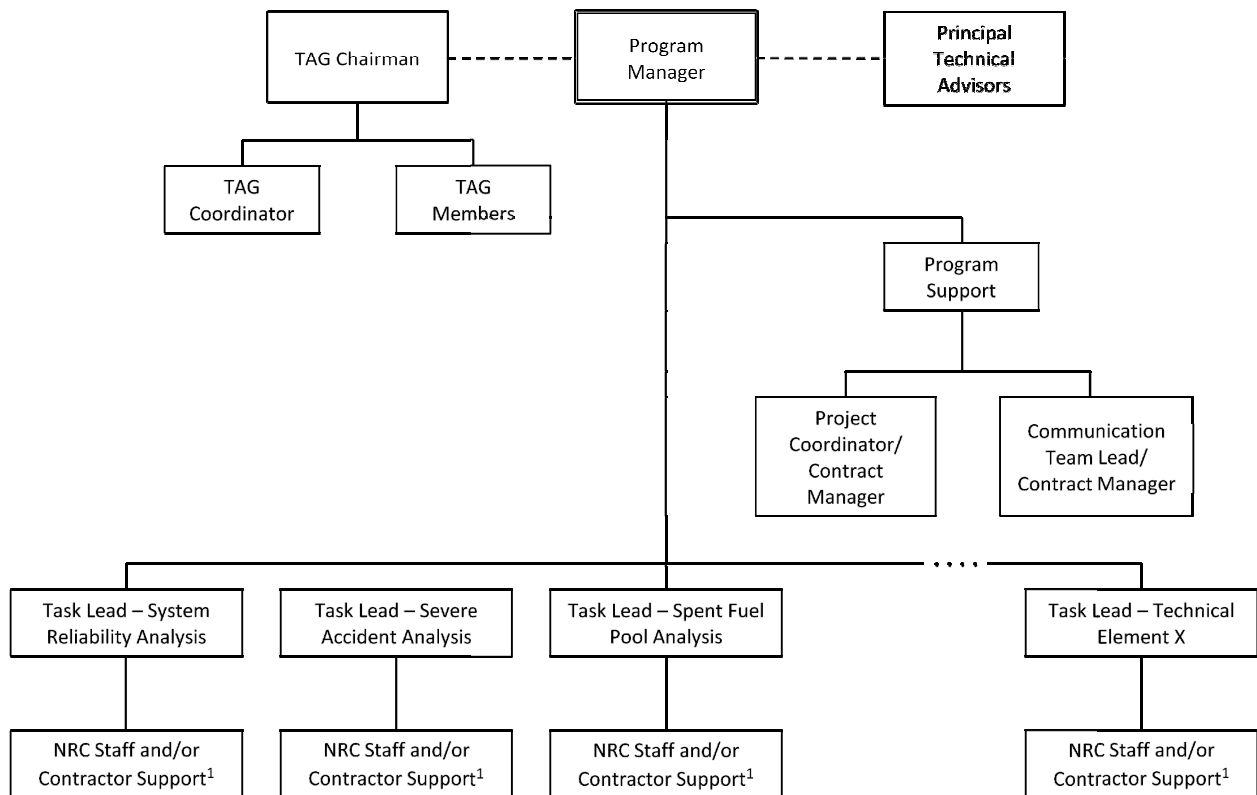 TAG Chairman
Program
Manager
Principal
Technical
Advisors
TAG
Coordinator
TAG
Members
Program
Support
Project
Coordinator/
Contract
Manager
Communication
Team Lead/
Contract Manager
Task Lead – System
Reliability Analysis
Task Lead – Severe
Accident Analysis
Task Lead – Spent Fuel
Pool Analysis
Task Lead – Technical
Element X
NRC Staff and/or
Contractor Support¹
NRC Staff and/or
Contractor Support¹
NRC Staff and/or
Contractor Support¹
NRC Staff and/or
Contractor Support¹